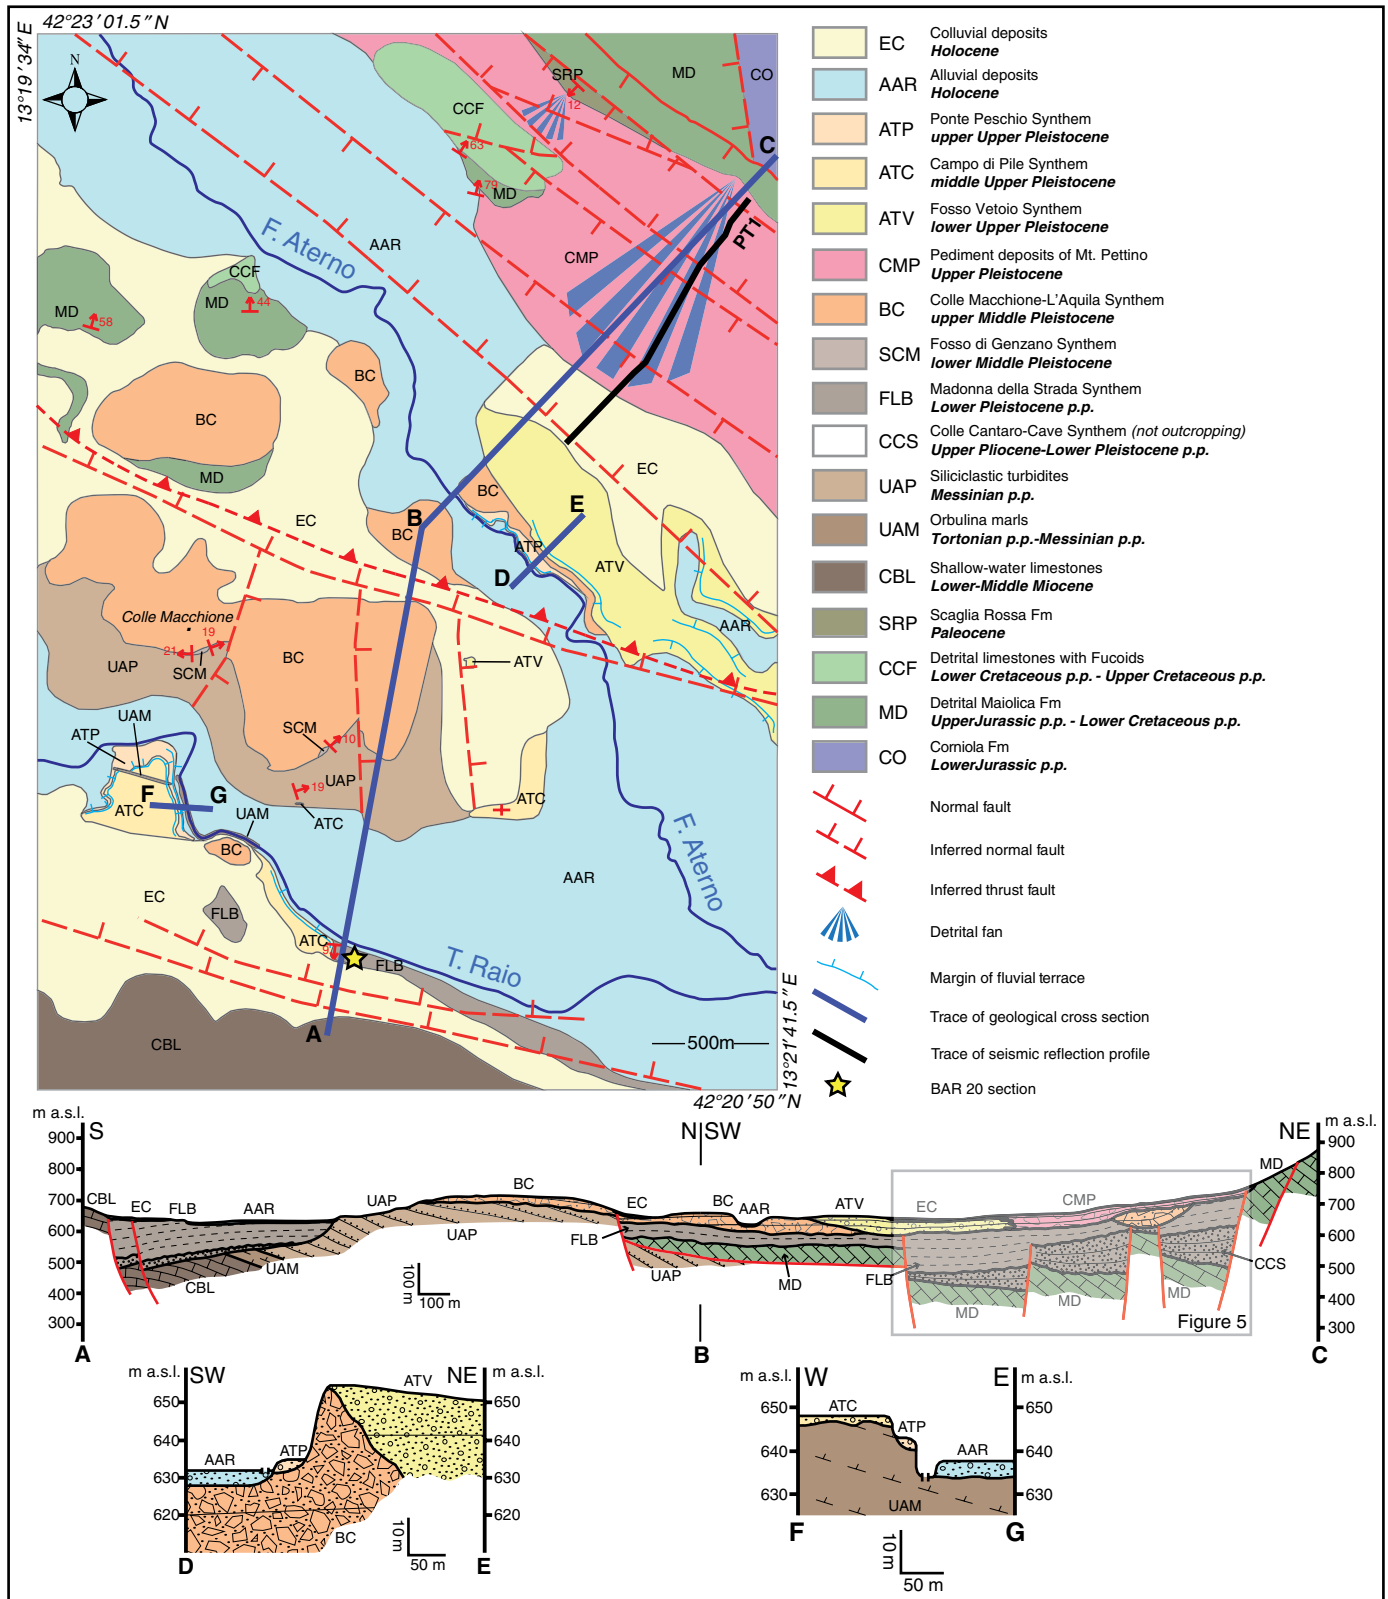 42°23′01.5″N
13°19′34″E
N
SRP
MD
CO
12
CCF
C
63
79
MD
PT1
F. Aterno
AAR
CMP
CCF
MD
MD
44
58
BC
BC
EC
MD
BC
E
EC
B
BC
ATP
ATV
D
Colle Macchione
19
21
SCM
UAP
BC
ATV
AAR
UAM
ATP
SCM
10
UAP
19
F
G
ATC
UAM
ATC
ATC
BC
F. Aterno
AAR
EC
FLB
ATC
FLB
T. Raio
A
CBL
500m
13°21′41.5″E
42°20′50″N
EC Colluvial deposits
Holocene
AAR Alluvial deposits
Holocene
ATP Ponte Peschio Synthem
upper Upper Pleistocene
ATC Campo di Pile Synthem
middle Upper Pleistocene
ATV Fosso Vetoio Synthem
lower Upper Pleistocene
CMP Pediment deposits of Mt. Pettino
Upper Pleistocene
BC Colle Macchione-L'Aquila Synthem
upper Middle Pleistocene
SCM Fosso di Genzano Synthem
lower Middle Pleistocene
FLB Madonna della Strada Synthem
Lower Pleistocene p.p.
CCS Colle Cantaro-Cave Synthem (not outcropping)
Upper Pliocene-Lower Pleistocene p.p.
UAP Siliciclastic turbidites
Messinian p.p.
UAM Orbulina marls
Tortonian p.p.-Messinian p.p.
CBL Shallow-water limestones
Lower-Middle Miocene
SRP Scaglia Rossa Fm
Paleocene
CCF Detrital limestones with Fucoids
Lower Cretaceous p.p. - Upper Cretaceous p.p.
MD Detrital Maiolica Fm
UpperJurassic p.p. - Lower Cretaceous p.p.
CO Corniola Fm
LowerJurassic p.p.
Normal fault
Inferred normal fault
Inferred thrust fault
Detrital fan
Margin of fluvial terrace
Trace of geological cross section
Trace of seismic reflection profile
BAR 20 section
m a.s.l.
S
N SW
NE
m a.s.l.
900
800
700
600
500
400
300
CBL EC FLB AAR UAP BC EC BC AAR ATV EC CMP MD
UAP
FLB
UAM
CBL
UAP
MD
FLB
MD
MD
MD
CCS
100 m
100 m
Figure 5
900
800
700
600
500
400
300
A
B
C
m a.s.l. SW NE m a.s.l.
650
640
630
620
ATV
ATP
AAR
BC
650
640
630
620
10 m
50 m
D
E
m a.s.l. W E m a.s.l.
650
640
630
ATC
ATP
AAR
UAM
650
640
630
F
G
10 m
50 m